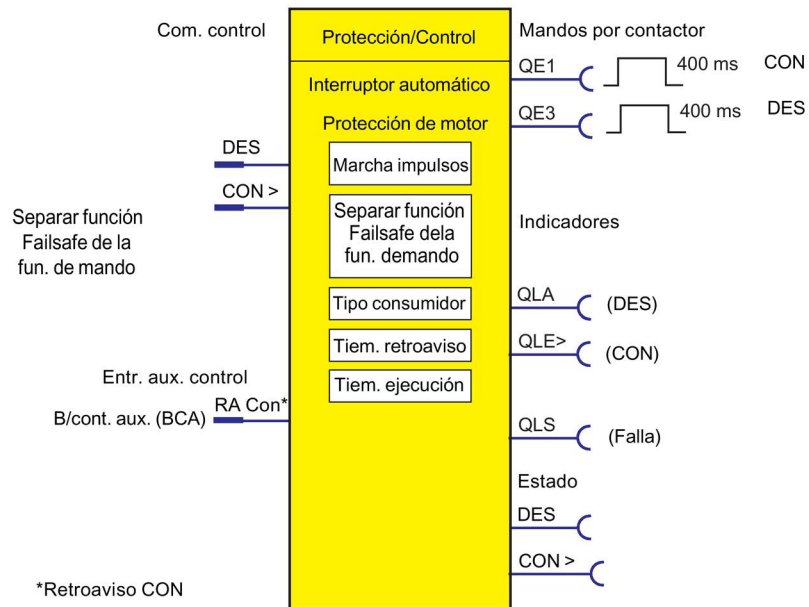 Com. control
DES
CON >
Separar función
Failsafe de la
fun. de mando
Entr. aux. control
RA Con*
B/cont. aux. (BCA)
*Retroaviso CON
Protección/Control
Interruptor automático
Protección de motor
Marcha impulsos
Separar función
Failsafe dela
fun. demando
Tipo consumidor
Tiem. retroaviso
Tiem. ejecución
Mandos por contactor
QE1 400 ms CON
QE3 400 ms DES
Indicadores
QLA (DES)
QLE> (CON)
QLS (Falla)
Estado
DES
CON >